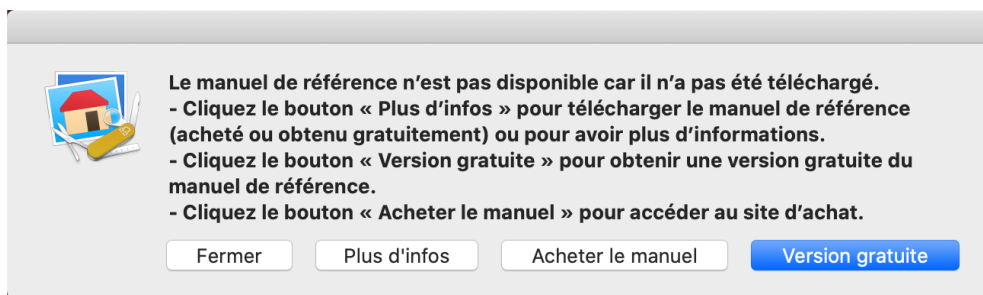 Le manuel de référence n’est pas disponible car il n’a pas été téléchargé.
- Cliquez le bouton « Plus d’infos » pour télécharger le manuel de référence
(acheté ou obtenu gratuitement) ou pour avoir plus d’informations.
- Cliquez le bouton « Version gratuite » pour obtenir une version gratuite du
manuel de référence.
- Cliquez le bouton « Acheter le manuel » pour accéder au site d’achat.
Fermer Plus d'infos Acheter le manuel Version gratuite